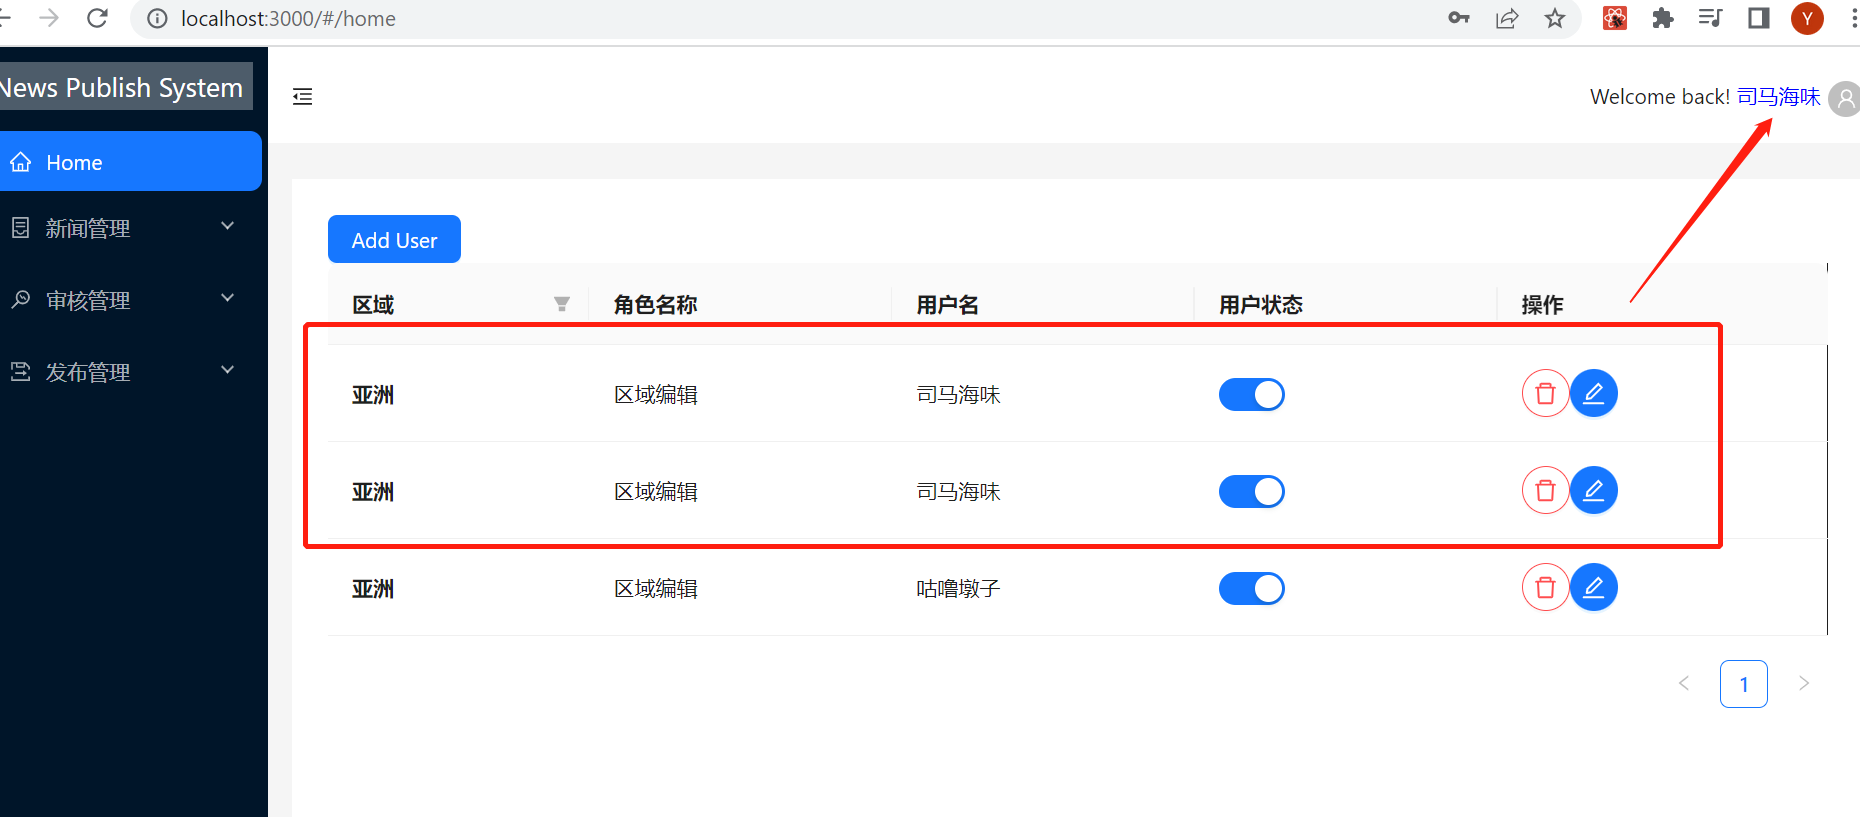 localhost:3000/#/home
Y
News Publish System
Welcome back! 司马海味
Home
新闻管理
审核管理
发布管理
Add User
区域 角色名称 用户名 用户状态 操作
亚洲 区域编辑 司马海味
亚洲 区域编辑 司马海味
亚洲 区域编辑 咕噜墩子
1